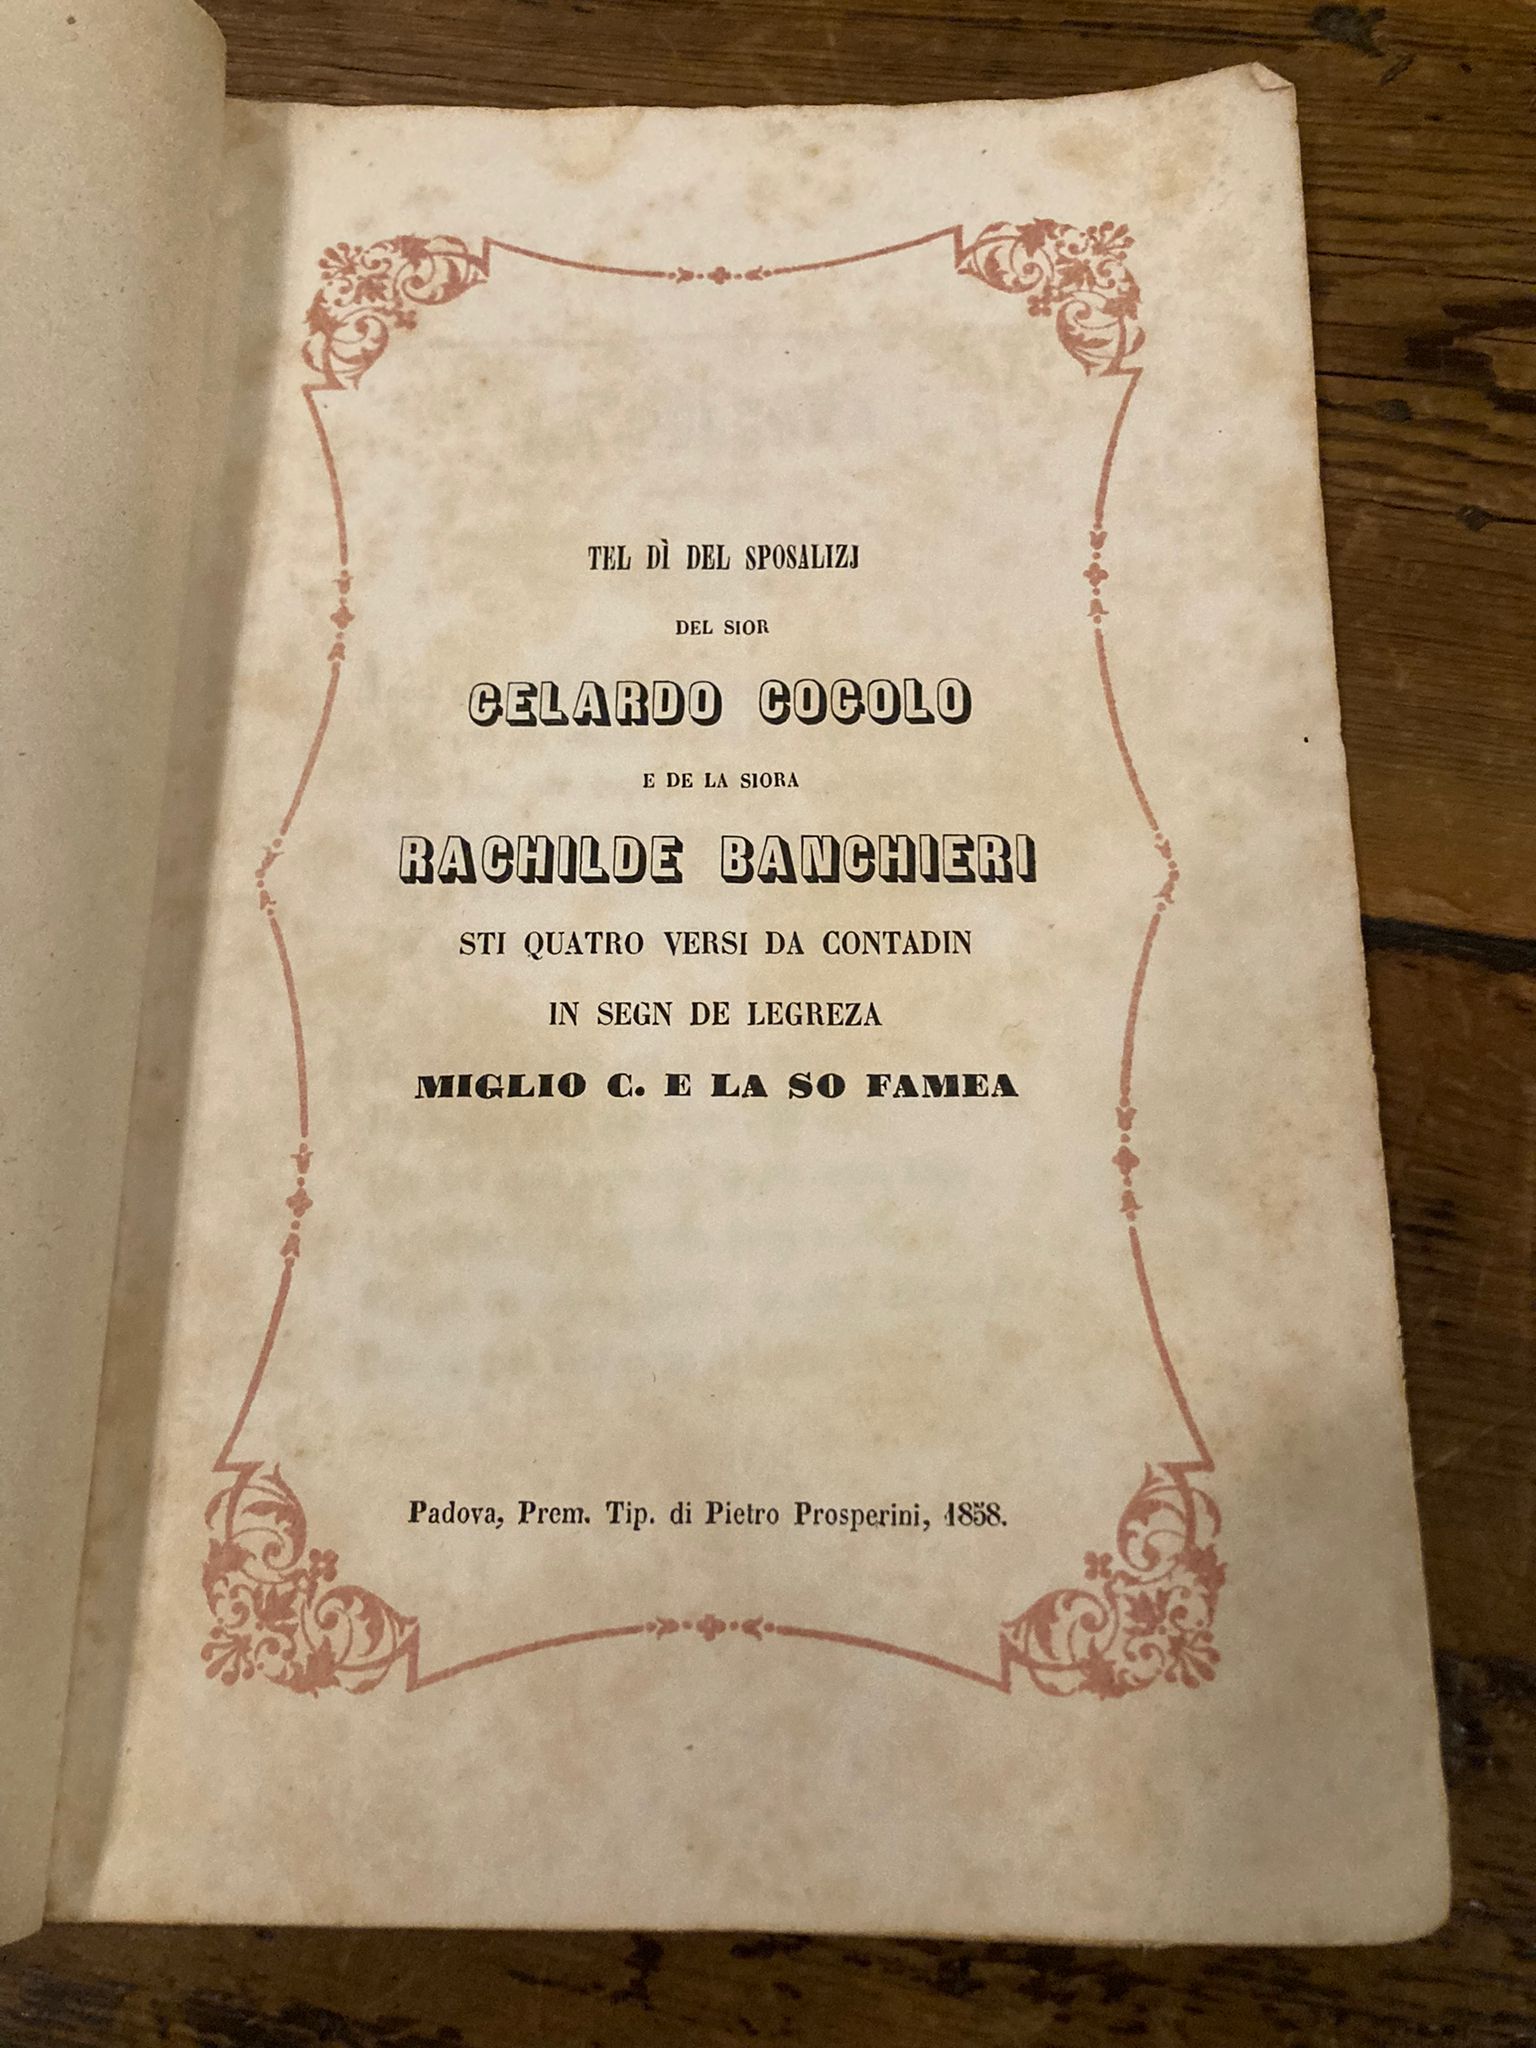 TEL DÌ DEL SPOSALIZJ
DEL SIOR
GELARDO COGOLO
E DE LA SIORA
RACHILDE BANCHIERI
STI QUATRO VERSI DA CONTADIN
IN SEGN DE LEGREZA
MIGLIO C. E LA SO FAMEA
Padova, Prem. Tip. di Pietro Prosperini, 1858.